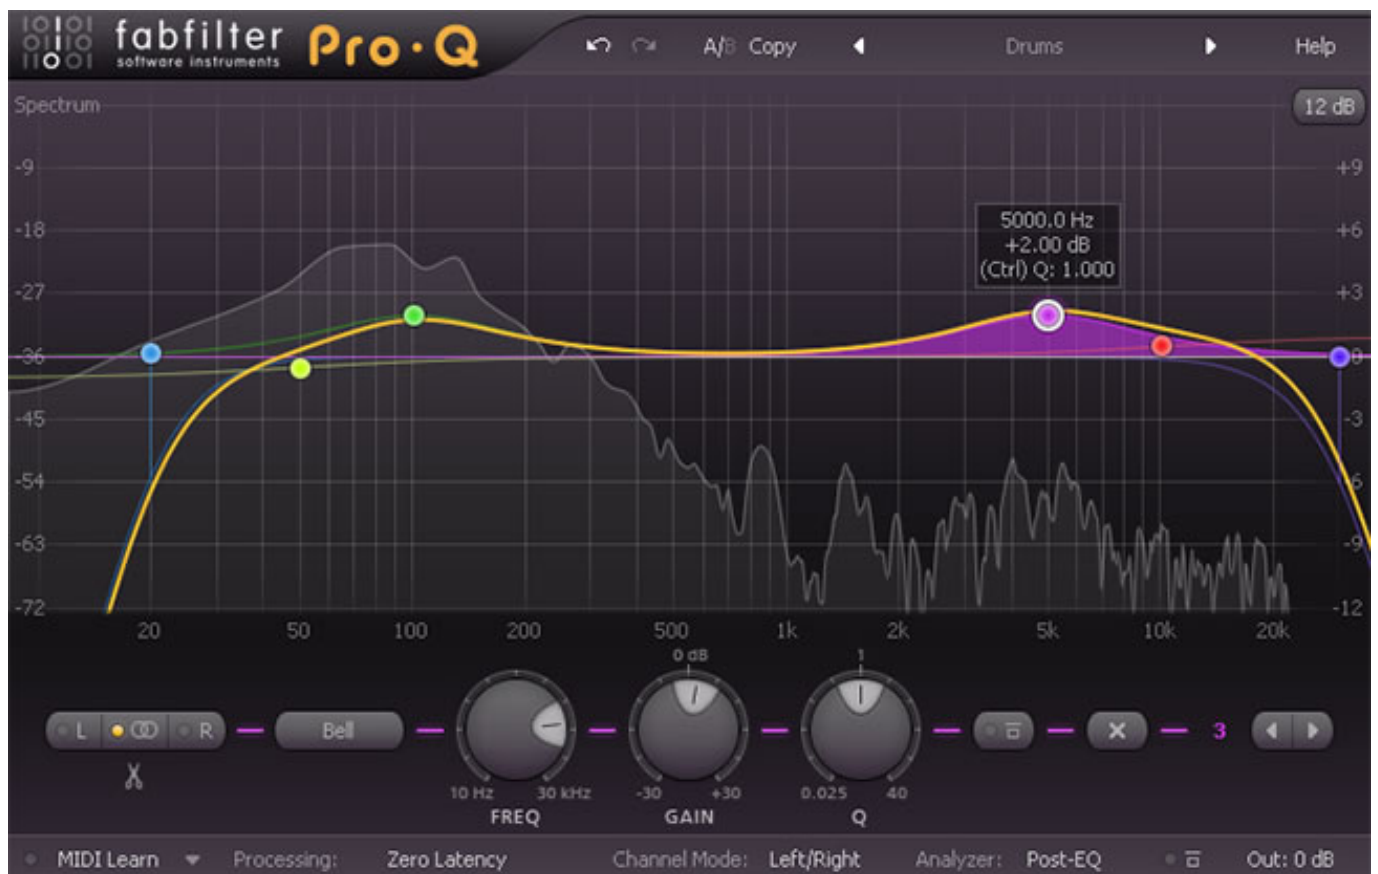 fabfilter
software instruments
Pro·Q
A/B Copy
Drums
Help
Spectrum
12 dB
-9
+9
-18
+6
5000.0 Hz
+2.00 dB
(Ctrl) Q: 1.000
-27
+3
-36
0
-45
-3
-54
-6
-63
-9
-72
-12
20 50 100 200 500 1k 2k 5k 10k 20k
0 dB 1
L R Bell 3
10 Hz 30 kHz -30 +30 0.025 40
FREQ GAIN Q
MIDI Learn Processing: Zero Latency Channel Mode: Left/Right Analyzer: Post-EQ Out: 0 dB